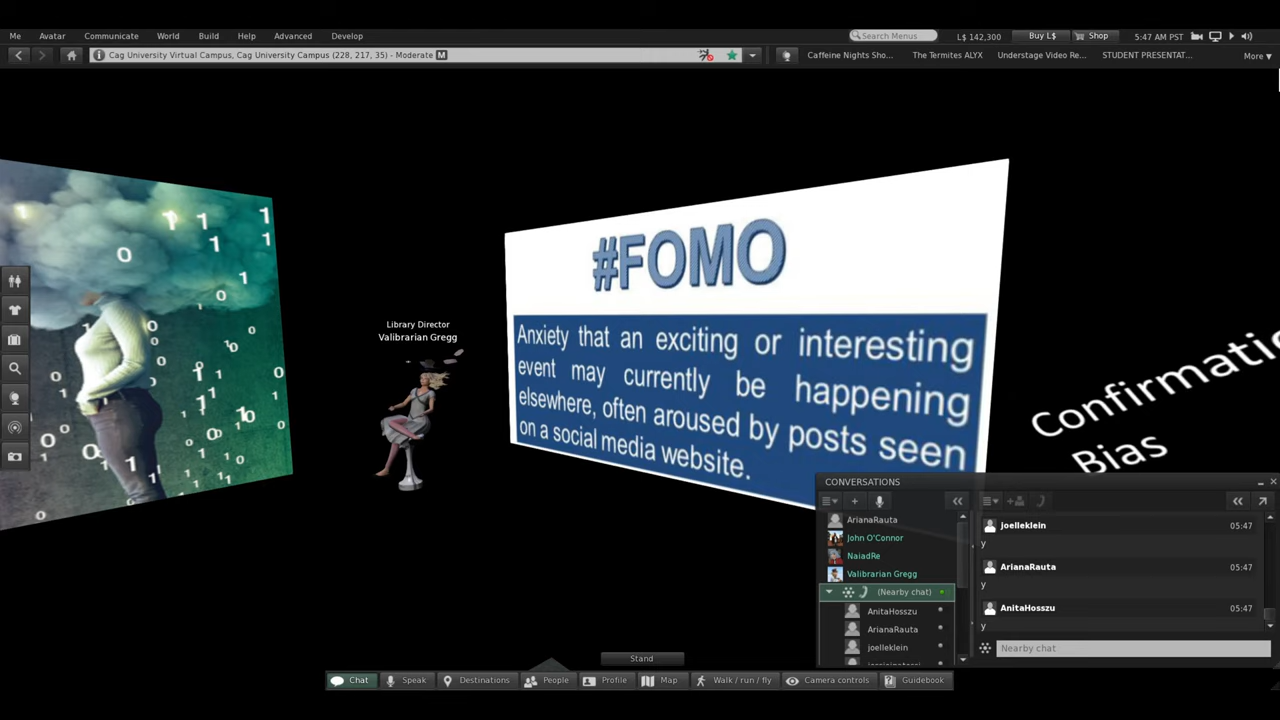 Me Avatar Communicate World Build Help Advanced Develop
Search Menus L$ 142,300 Buy L$ Shop 5:47 AM PST
Cag University Virtual Campus, Cag University Campus (228, 217, 35) - Moderate M
Caffeine Nights Sho... The Termites ALYX Understage Video Re... STUDENT PRESENTAT... More
Library Director
Valibrarian Gregg
#FOMO
Anxiety that an exciting or interesting
event may currently be happening
elsewhere, often aroused by posts seen
on a social media website.
Bias
CONVERSATIONS
ArianaRauta
John O'Connor
NaiadRe
Valibrarian Gregg
(Nearby chat)
AnitaHosszu
ArianaRauta
joelleklein
joelleklein 05:47
y
ArianaRauta 05:47
y
AnitaHosszu 05:47
y
Nearby chat
Stand
Chat Speak Destinations People Profile Map Walk / run / fly Camera controls Guidebook